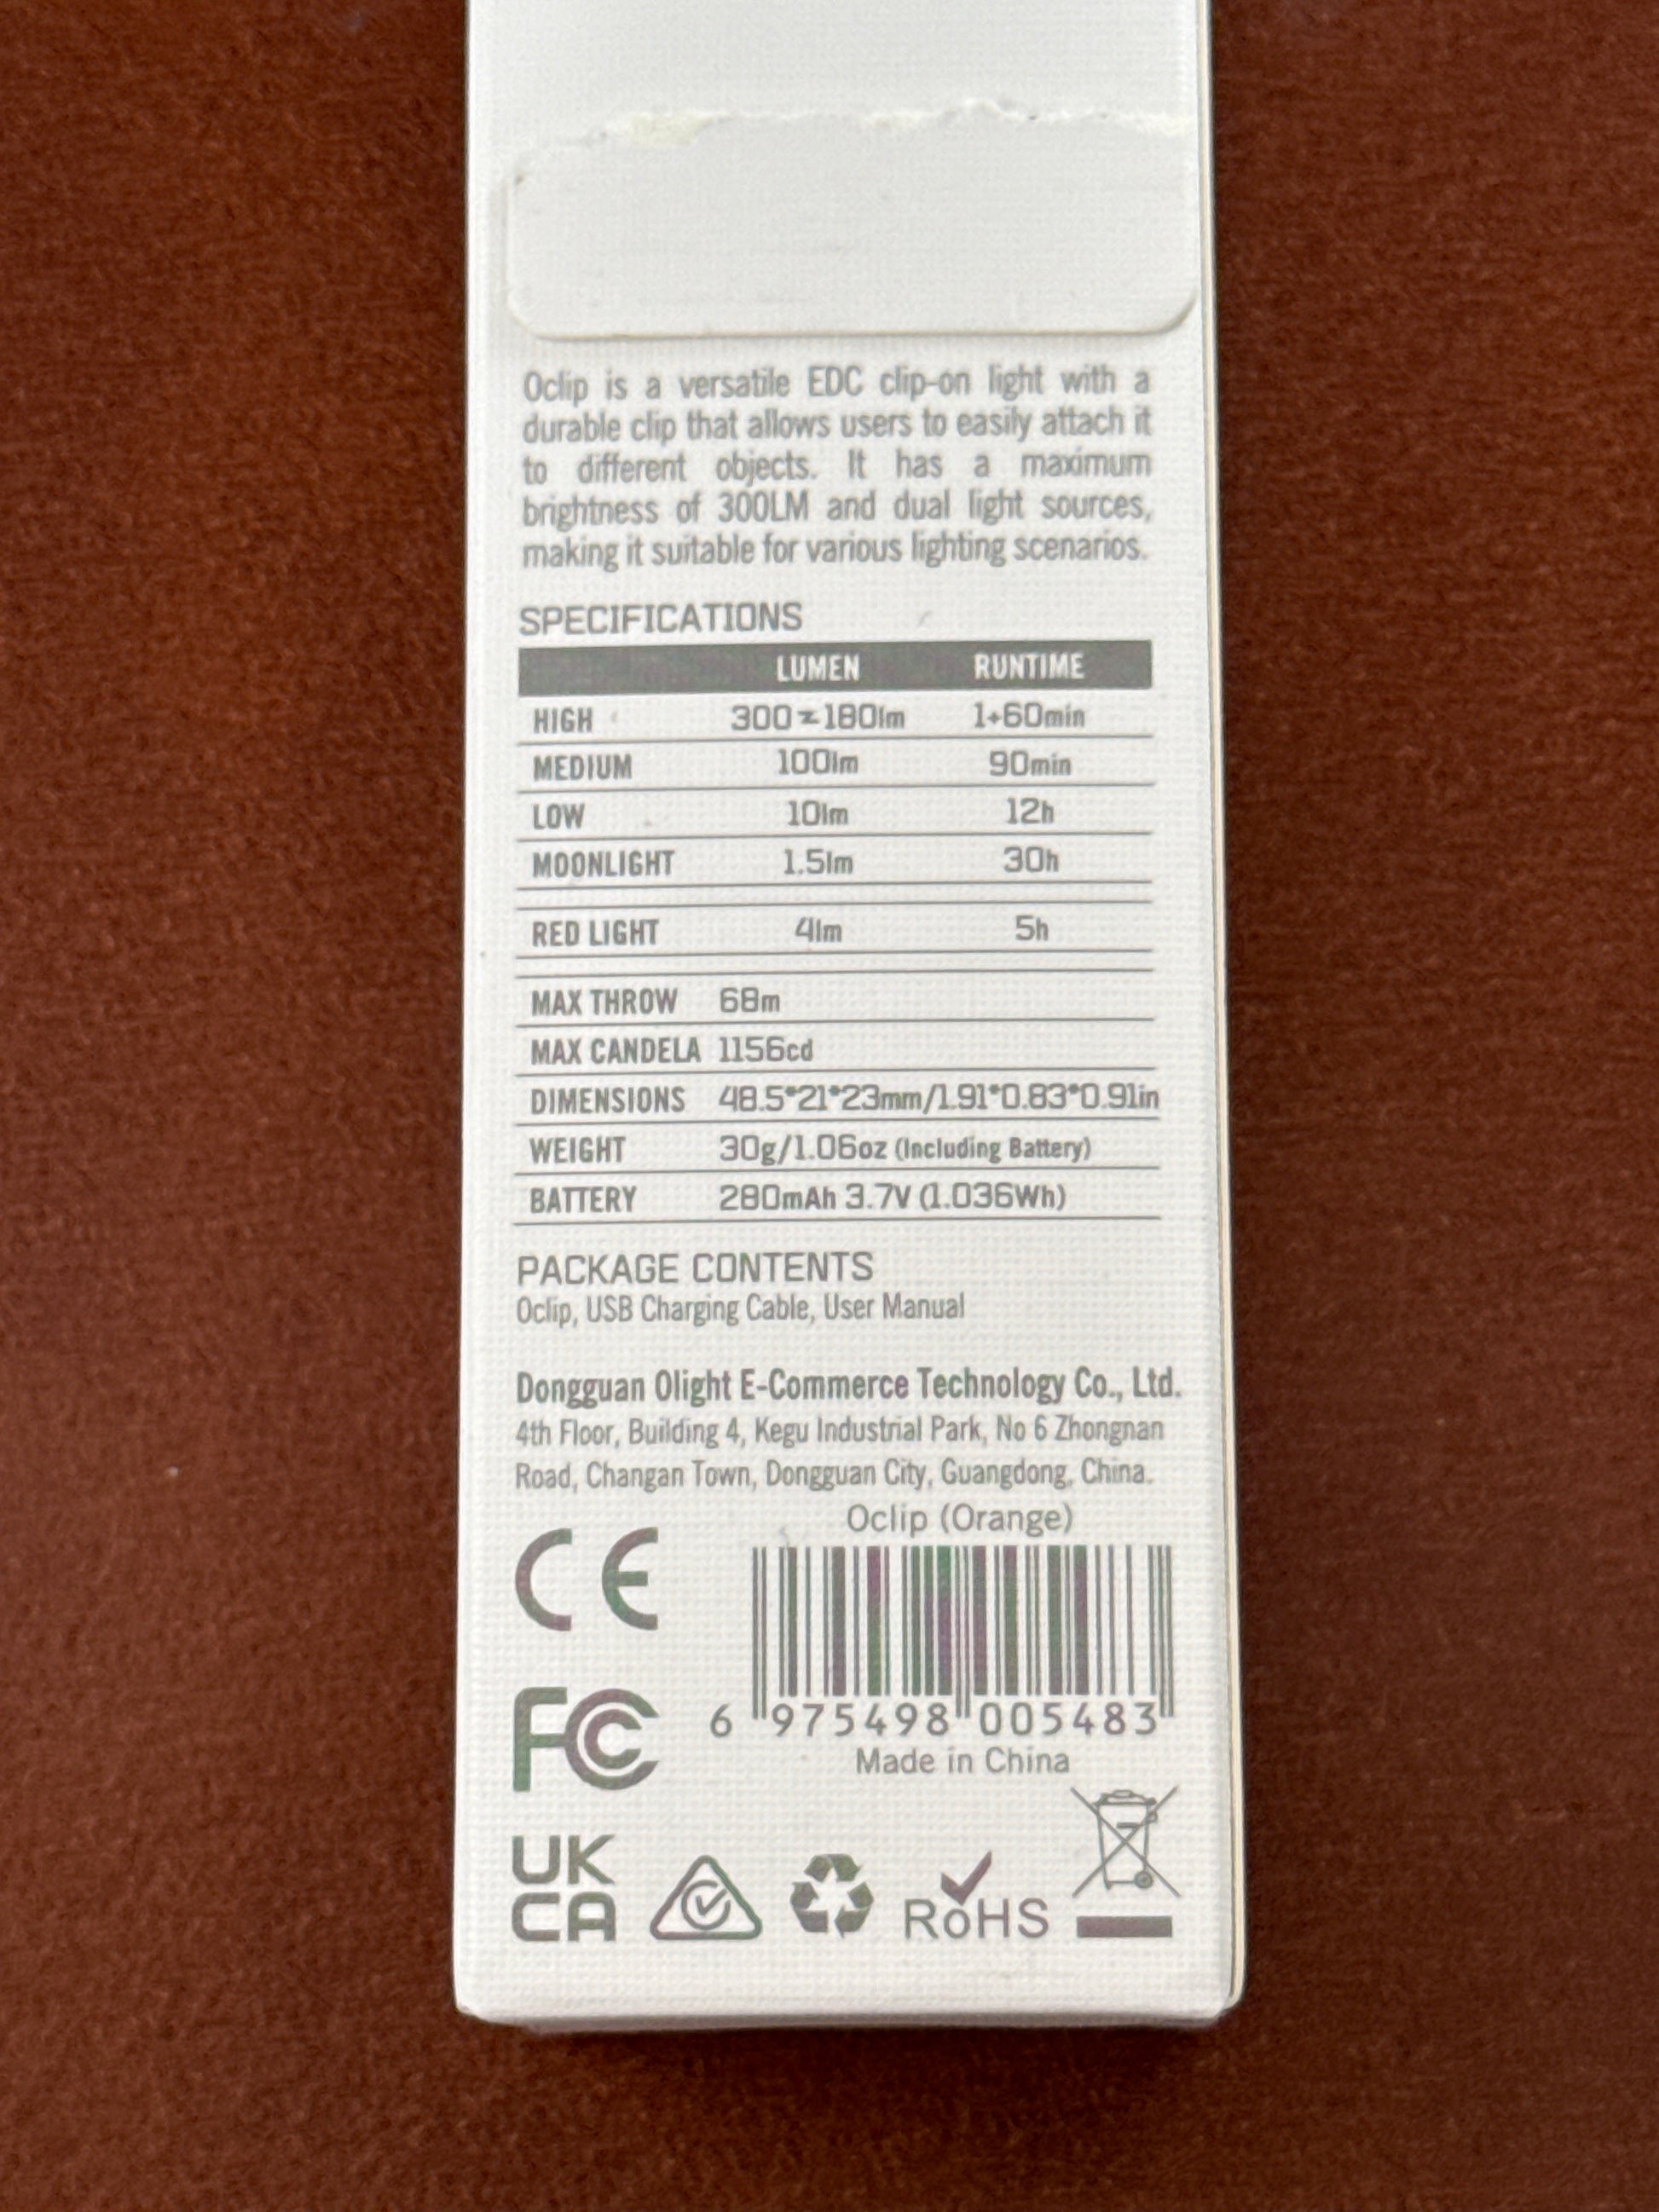 Oclip is a versatile EDC clip-on light with a
durable clip that allows users to easily attach it
to different objects. It has a maximum
brightness of 300LM and dual light sources,
making it suitable for various lighting scenarios.
SPECIFICATIONS
LUMEN RUNTIME
HIGH 300≈180lm 1+60min
MEDIUM 100lm 90min
LOW 10lm 12h
MOONLIGHT 1.5lm 30h
RED LIGHT 4lm 5h
MAX THROW 68m
MAX CANDELA 1156cd
DIMENSIONS 48.5*21*23mm/1.91*0.83*0.91in
WEIGHT 30g/1.06oz (Including Battery)
BATTERY 280mAh 3.7V (1.036Wh)
PACKAGE CONTENTS
Oclip, USB Charging Cable, User Manual
Dongguan Olight E-Commerce Technology Co., Ltd.
4th Floor, Building 4, Kegu Industrial Park, No 6 Zhongnan
Road, Changan Town, Dongguan City, Guangdong, China.
Oclip (Orange)
CE
6 975498 005483
FC
Made in China
UK
CA
RoHS